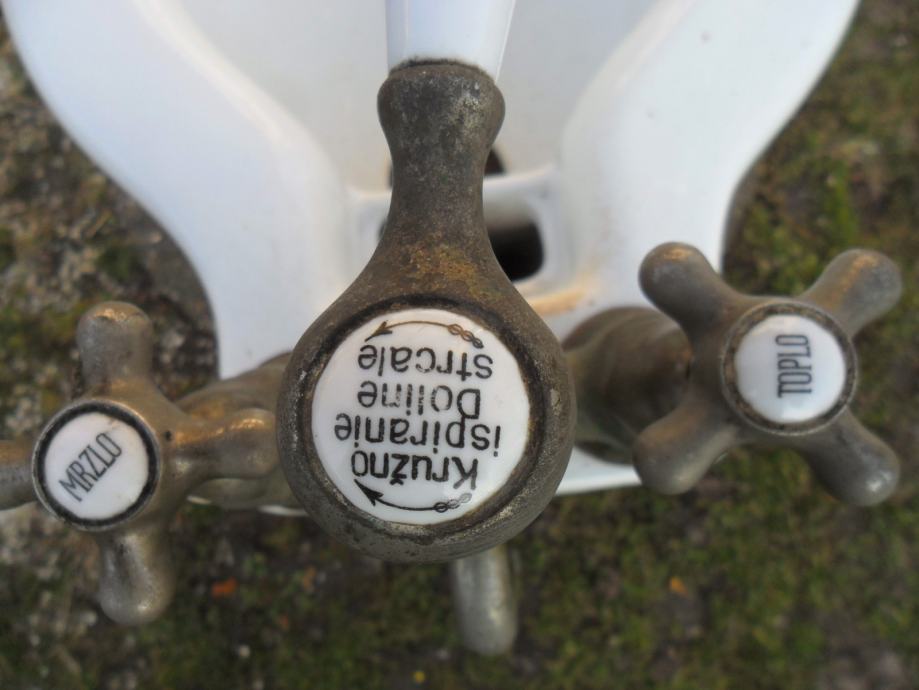 MRZLO
Kružno
ispiranje
Doline
strcale
TOPLO